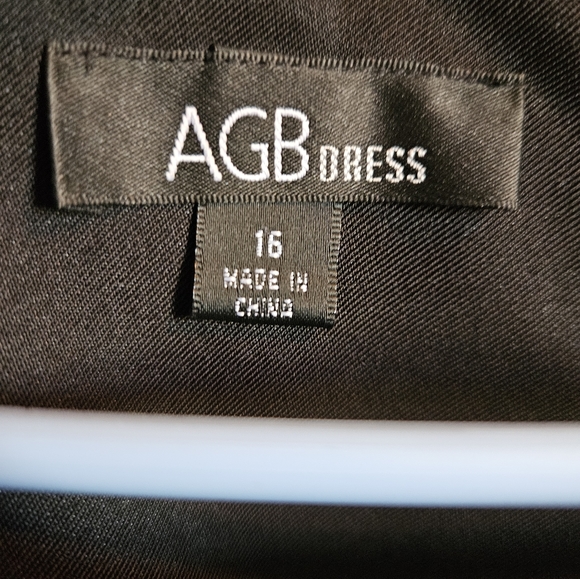 AGB DRESS
16
MADE IN
CHINA